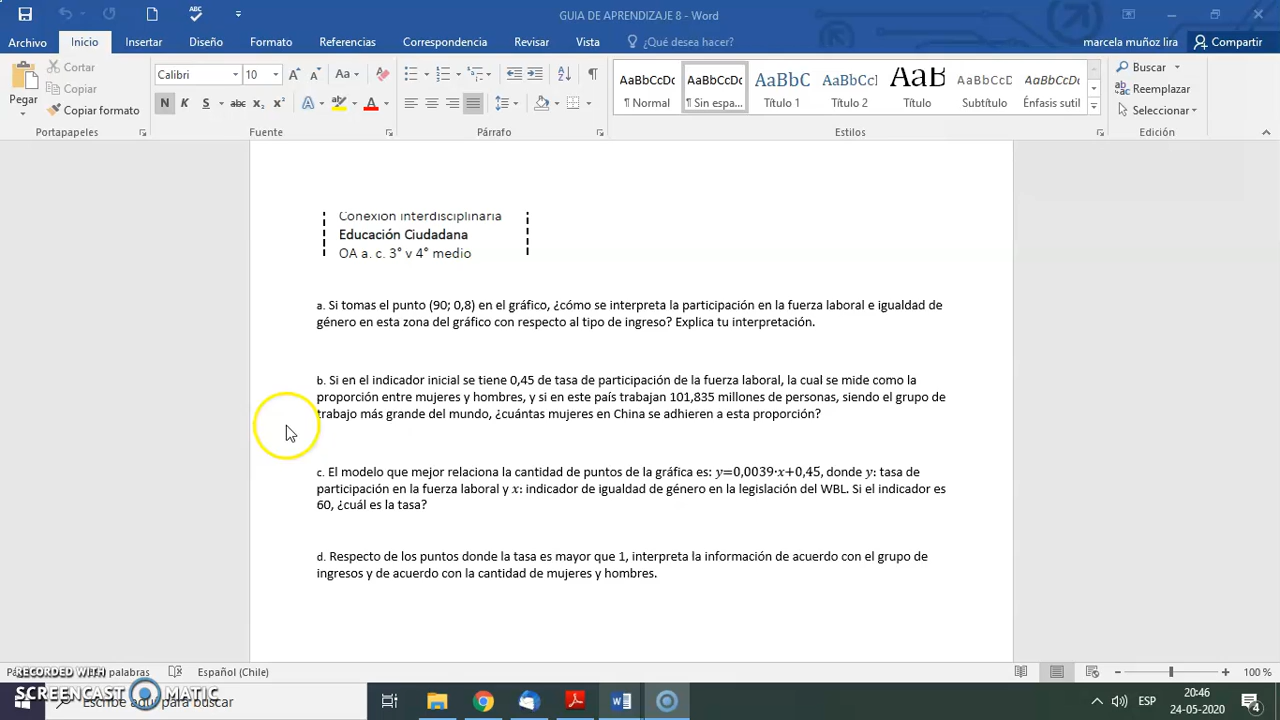 GUIA DE APRENDIZAJE 8 - Word
Archivo Inicio Insertar Diseño Formato Referencias Correspondencia Revisar Vista ¿Qué desea hacer? marcela muñoz lira Compartir
Pegar
Cortar
Copiar
Copiar formato
Portapapeles
Calibri 10
Aa
N K S abc x₂ x²
Fuente
Párrafo
AaBbCcDc ¶ Normal
AaBbCcDc ¶ Sin espa...
AaBbC Título 1
AaBbCcI Título 2
AaB Título
AaBbCcD Subtítulo
AaBbCcDc Énfasis sutil
Estilos
Buscar
Reemplazar
Seleccionar
Edición
Conexión interdisciplinaria
Educación Ciudadana
OA a. c. 3° y 4° medio
a. Si tomas el punto (90; 0,8) en el gráfico, ¿cómo se interpreta la participación en la fuerza laboral e igualdad de
género en esta zona del gráfico con respecto al tipo de ingreso? Explica tu interpretación.
b. Si en el indicador inicial se tiene 0,45 de tasa de participación de la fuerza laboral, la cual se mide como la
proporción entre mujeres y hombres, y si en este país trabajan 101,835 millones de personas, siendo el grupo de
trabajo más grande del mundo, ¿cuántas mujeres en China se adhieren a esta proporción?
c. El modelo que mejor relaciona la cantidad de puntos de la gráfica es: y=0,0039·x+0,45, donde y: tasa de
participación en la fuerza laboral y x: indicador de igualdad de género en la legislación del WBL. Si el indicador es
60, ¿cuál es la tasa?
d. Respecto de los puntos donde la tasa es mayor que 1, interpreta la información de acuerdo con el grupo de
ingresos y de acuerdo con la cantidad de mujeres y hombres.
palabras Español (Chile) 100 %
RECORDED WITH
SCREENCAST MATIC
Escribe aquí para buscar
ESP
20:46
24-05-2020
4